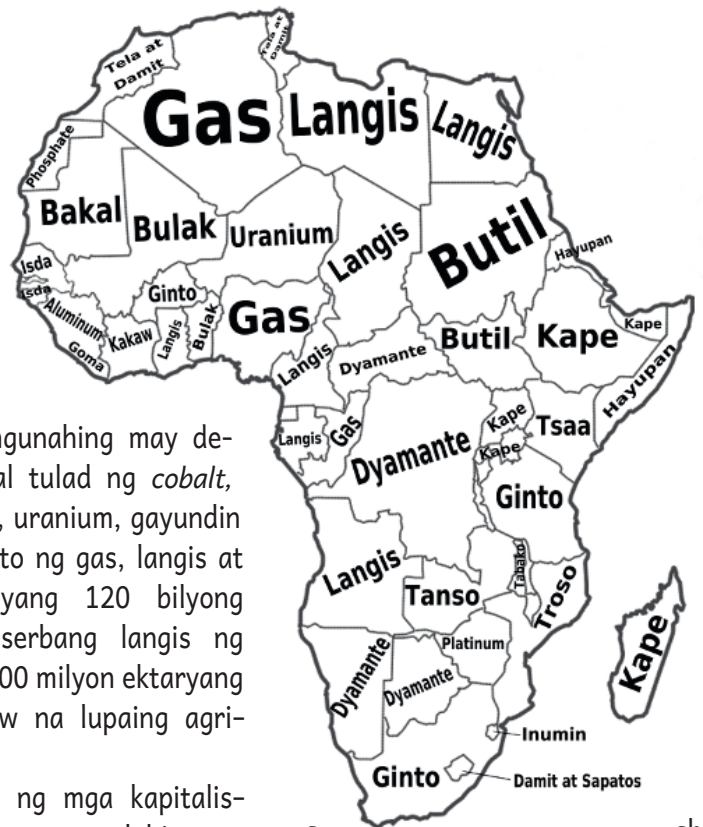 Tela at
Damit
Tela at
Damit
Gas
Langis
Langis
Phosphate
Bakal
Bulak
Uranium
Langis
Butil
Hayupan
Isda
Isda
Ginto
Gas
Aluminum
Goma
Kakaw
Langis
Bulak
Langis
Dyamante
Butil
Kape
Kape
Hayupan
Langis
Gas
Dyamante
Kape
Kape
Tsaa
Ginto
Langis
Tanso
Tabako
Troso
Dyamante
Dyamante
Platinum
Kape
Inumin
Ginto
Damit at Sapatos
ngunahing may de-
al tulad ng cobalt,
, uranium, gayundin
to ng gas, langis at
yang 120 bilyong
serbang langis ng
00 milyon ektaryang
w na lupaing agri-
ng mga kapitalis-